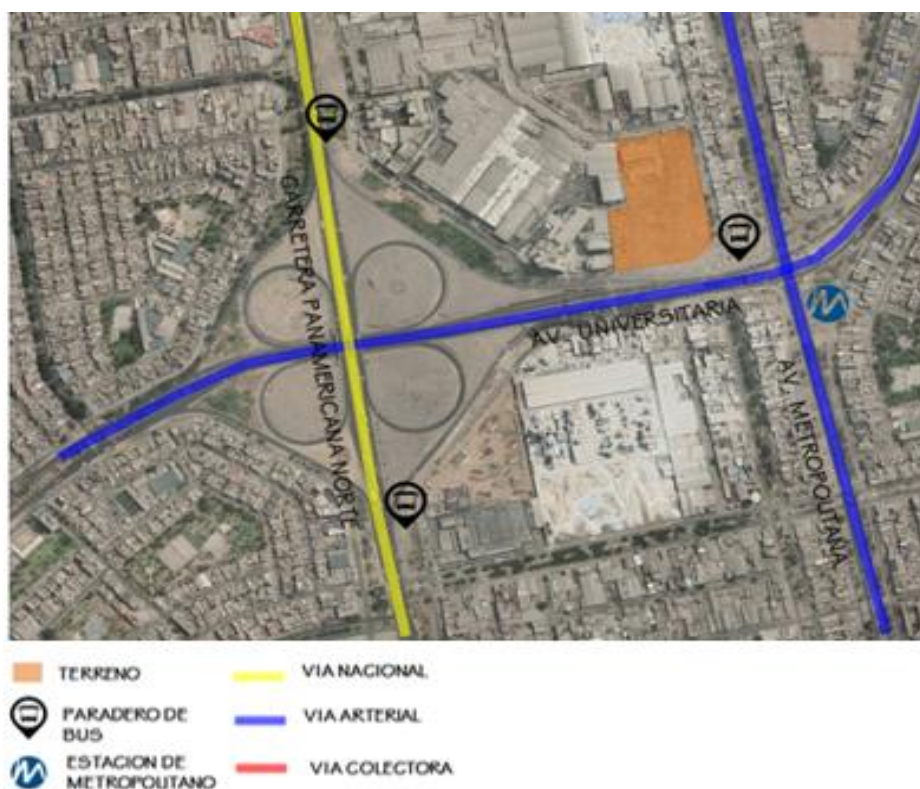 CARRETERA PANAMERICANA NORTE
AV. UNIVERSITARIA
AV. METROPOLITANA
TERRENO
VIA NACIONAL
PARADERO DE
BUS
VIA ARTERIAL
ESTACION DE
METROPOLITANO
VIA COLECTORA